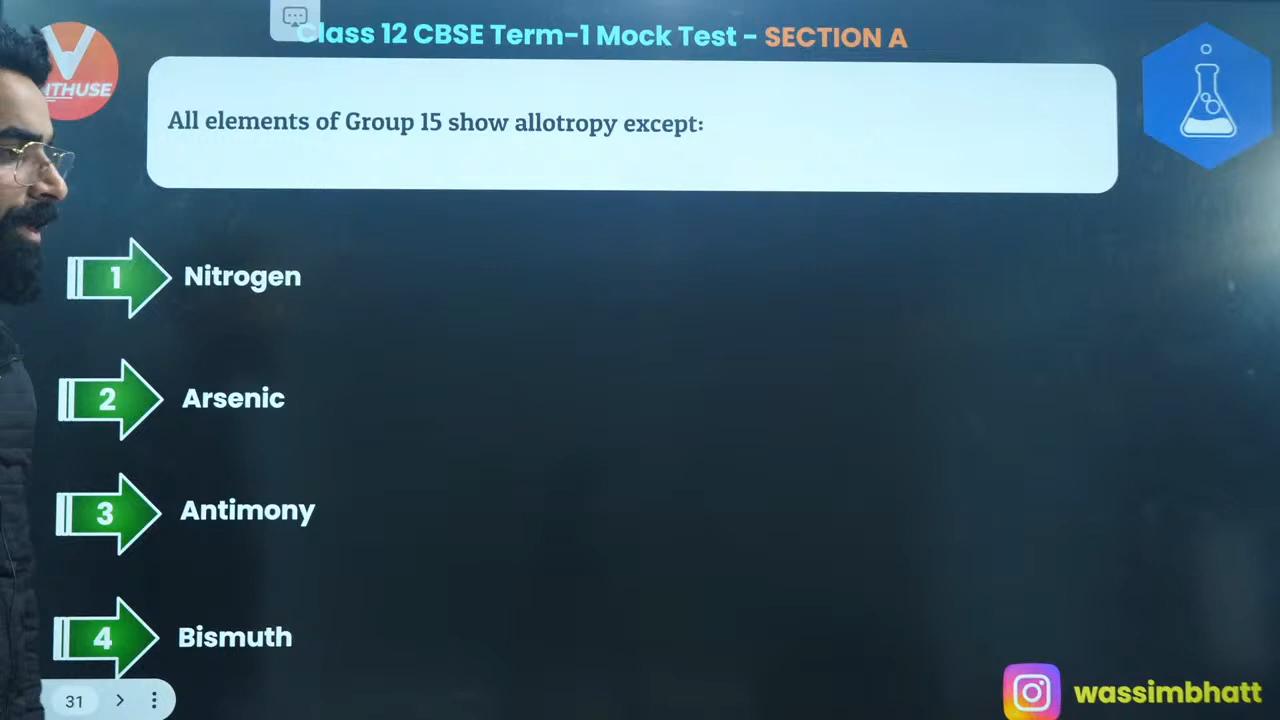 Class 12 CBSE Term-1 Mock Test - SECTION A
All elements of Group 15 show allotropy except:
1 Nitrogen
2 Arsenic
3 Antimony
4 Bismuth
31
wassimbhatt